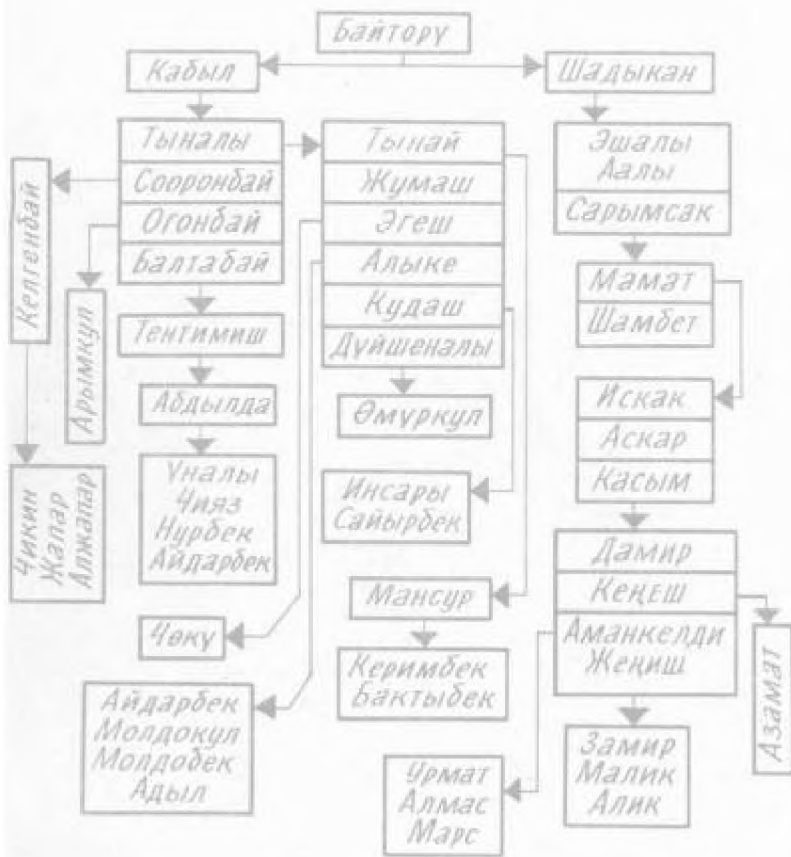 Байтору
Кабыл
Шадыкан
Тыналы
Сооронбай
Огонбай
Балтабай
Тынай
Жумаш
Эгеш
Алыке
Кудаш
Дүйшеналы
Эшалы
Аалы
Сарымсак
Келгенбай
Арымкул
Мамат
Шамбет
Тентимиш
Абдылда
Өмүркул
Искак
Аскар
Касым
Чикин
Жапар
Алжапар
Үналы
Чияз
Нурбек
Айдарбек
Инсары
Сайырбек
Дамир
Кеңеш
Аманкелди
Жеңиш
Мансур
Чөкү
Керимбек
Бактыбек
Азамат
Айдарбек
Молдокул
Молдобек
Адыл
Урмат
Алмас
Марс
Замир
Малик
Алик